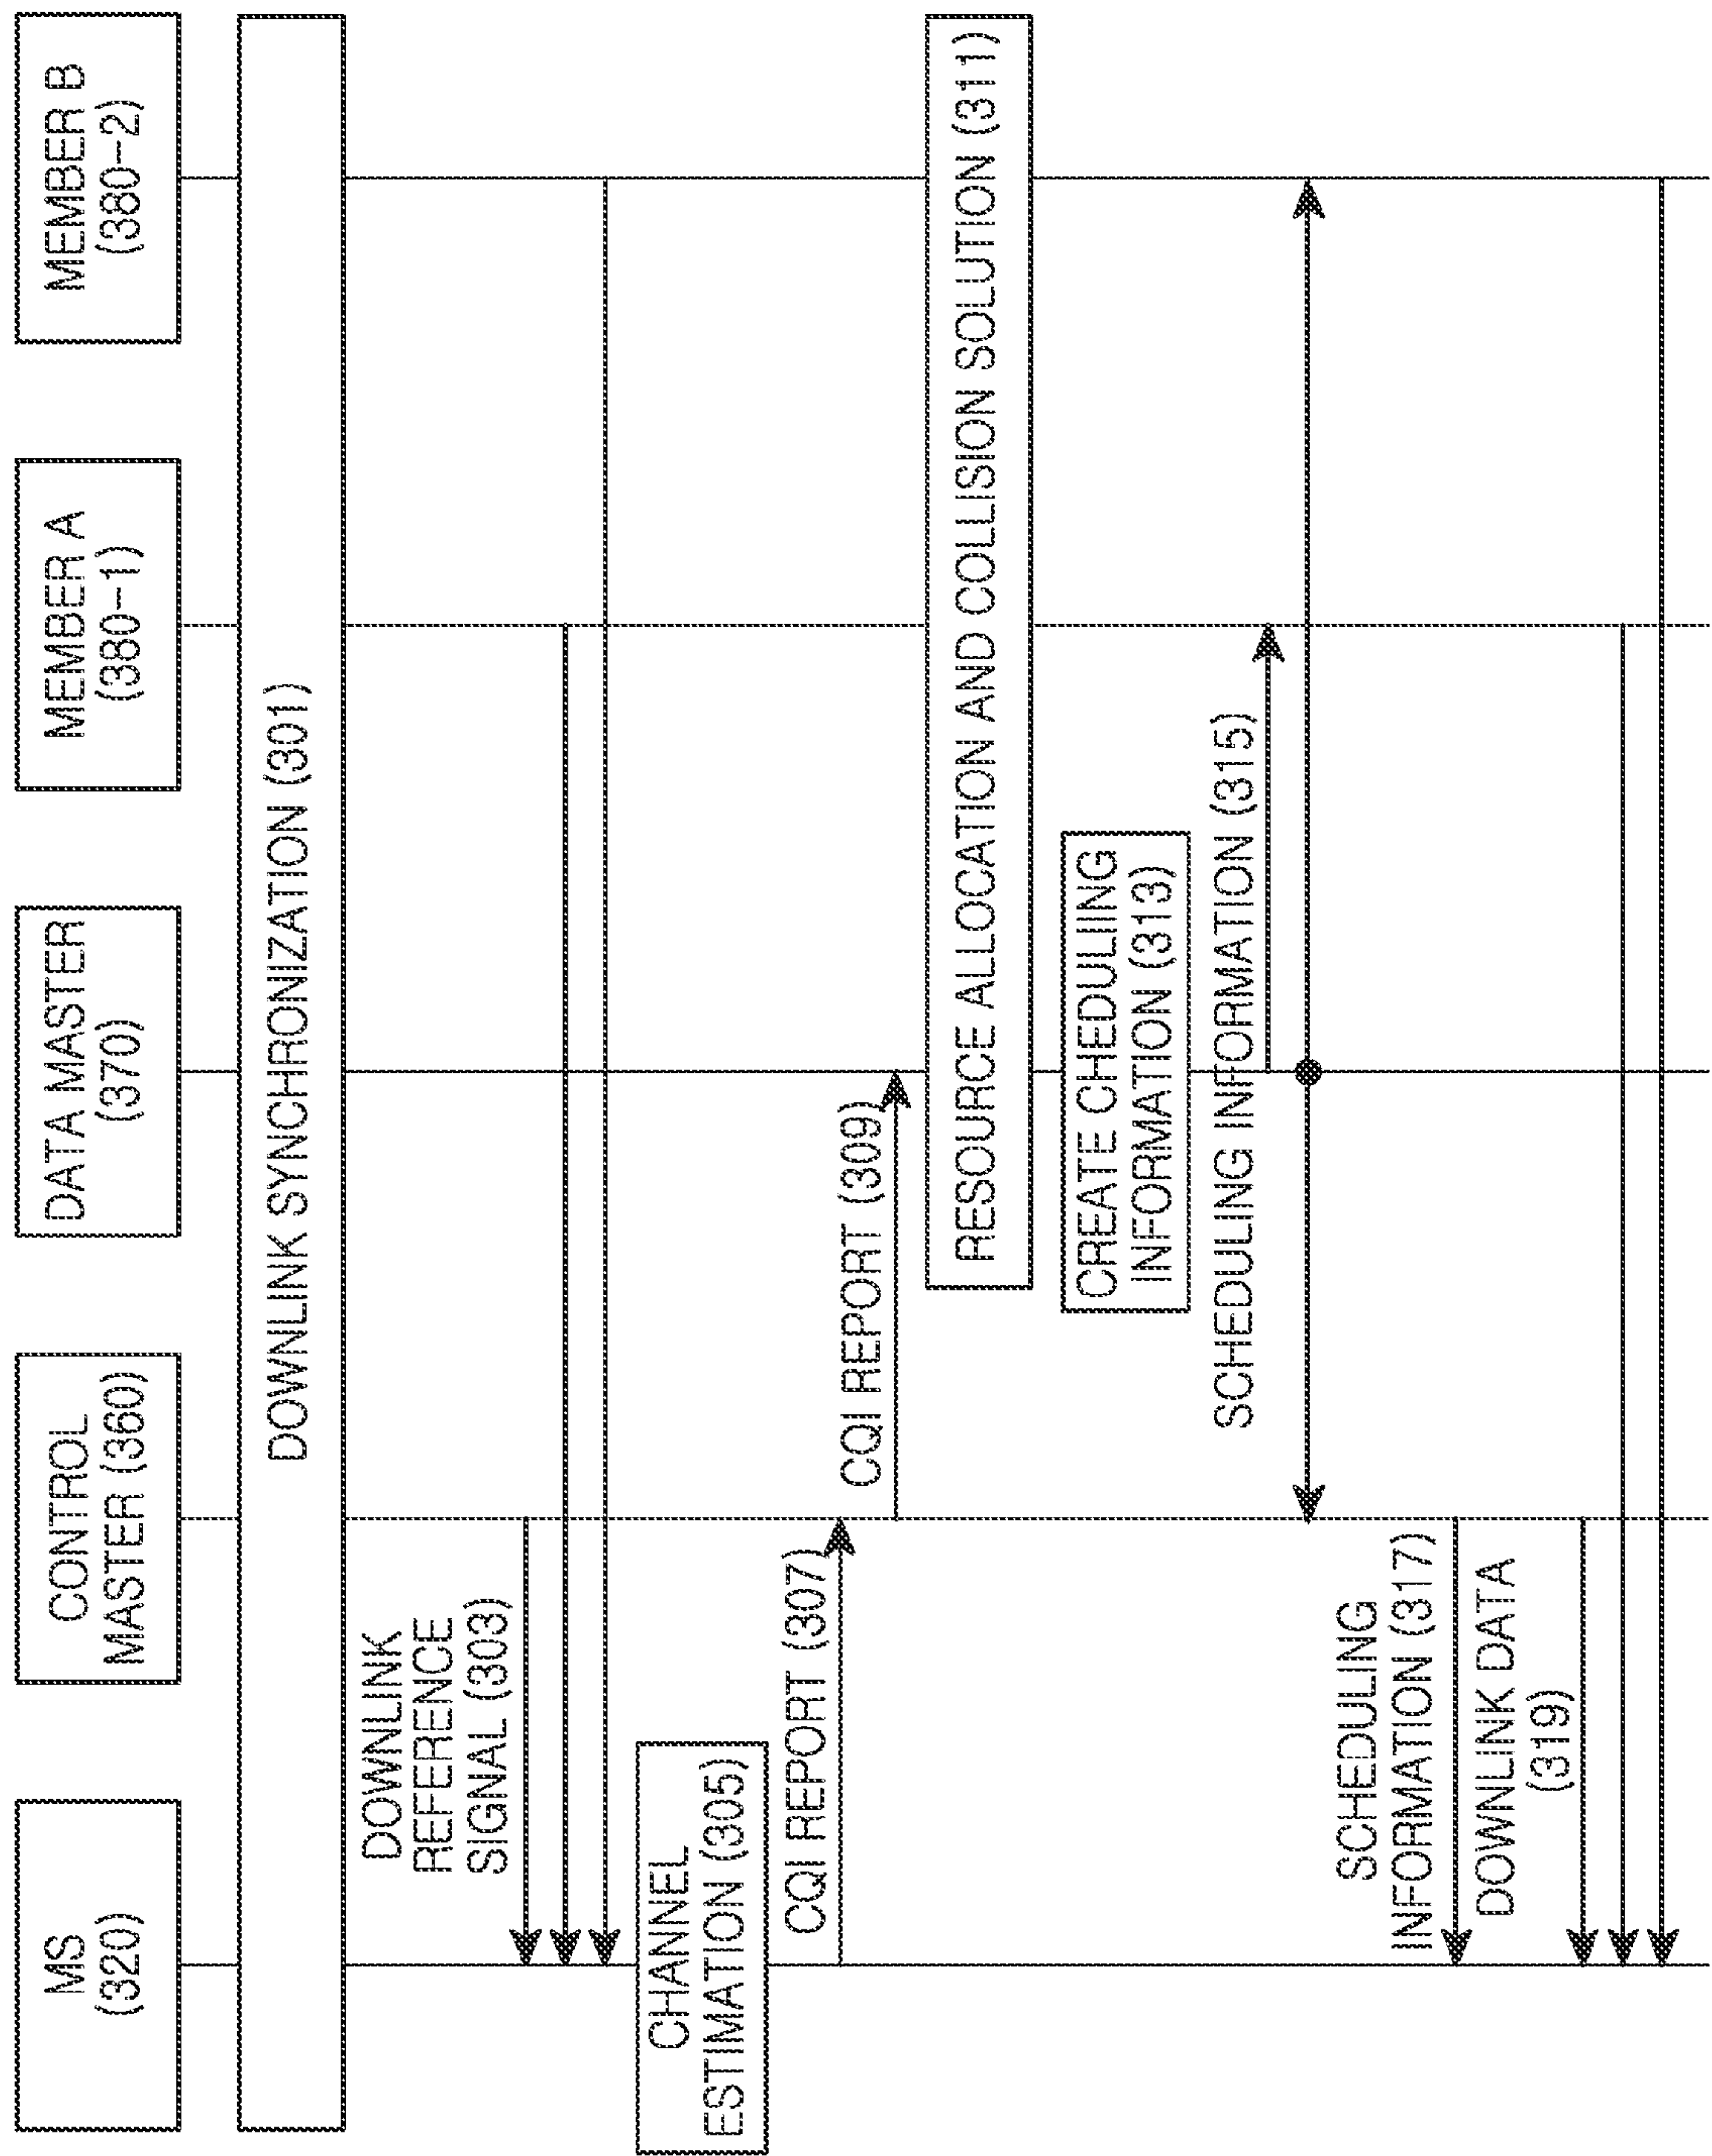 MS
(320)
CONTROL
MASTER (360)
DATA MASTER
(370)
MEMBER A
(380-1)
MEMBER B
(380-2)
DOWNLINK SYNCHRONIZATION (301)
DOWNLINK
REFERENCE
SIGNAL (303)
CHANNEL
ESTIMATION (305)
CQI REPORT (307)
CQI REPORT (309)
RESOURCE ALLOCATION AND COLLISION SOLUTION (311)
CREATE CHEDULIING
INFORMATION (313)
SCHEDULING INFORMATION (315)
SCHEDULING
INFORMATION (317)
DOWNLINK DATA
(319)